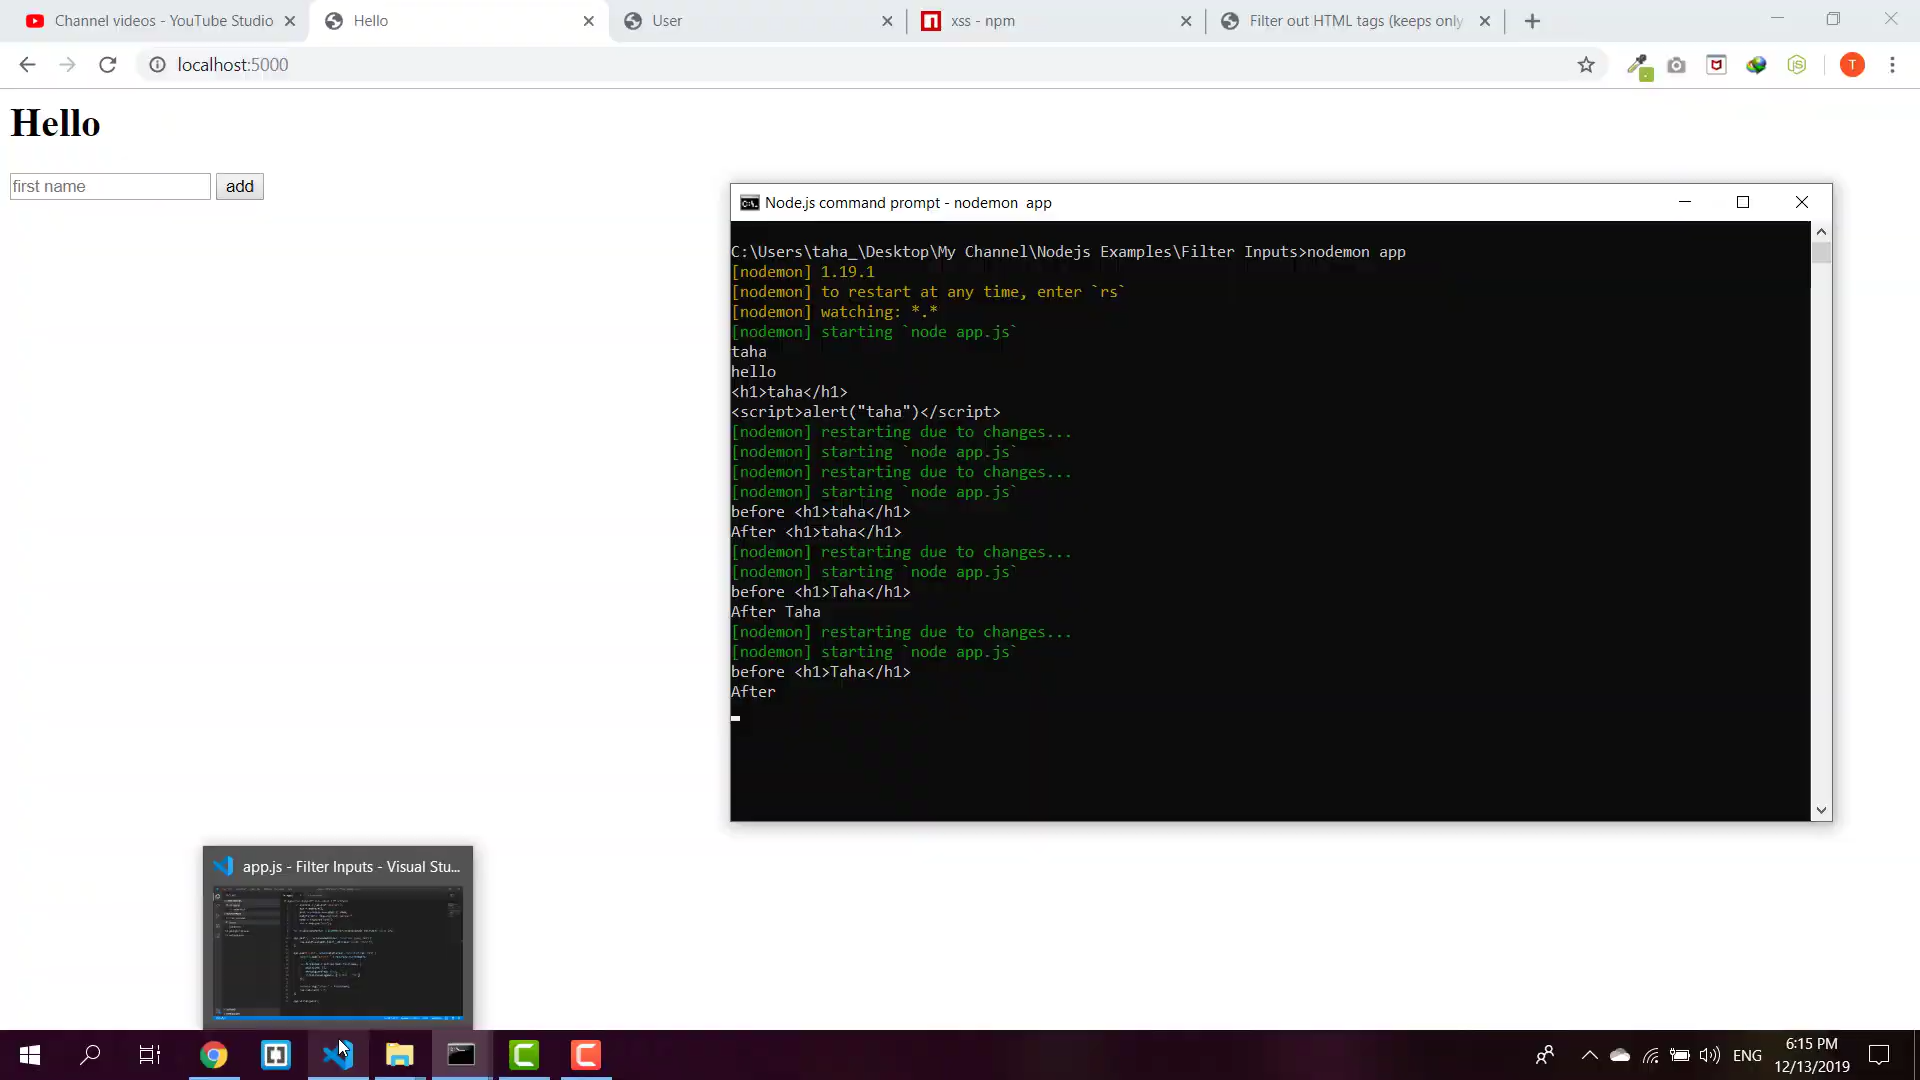 Channel videos - YouTube Studio
Hello
User
xss - npm
Filter out HTML tags (keeps only
localhost:5000
T
Hello
first name
add
Node.js command prompt - nodemon  app
C:\Users\taha_\Desktop\My Channel\Nodejs Examples\Filter Inputs>nodemon app
[nodemon] 1.19.1
[nodemon] to restart at any time, enter `rs`
[nodemon] watching: *.*
[nodemon] starting `node app.js`
taha
hello
<h1>taha</h1>
<script>alert("taha")</script>
[nodemon] restarting due to changes...
[nodemon] starting `node app.js`
[nodemon] restarting due to changes...
[nodemon] starting `node app.js`
before <h1>taha</h1>
After <h1>taha</h1>
[nodemon] restarting due to changes...
[nodemon] starting `node app.js`
before <h1>Taha</h1>
After Taha
[nodemon] restarting due to changes...
[nodemon] starting `node app.js`
before <h1>Taha</h1>
After
app.js - Filter Inputs - Visual Stu...
ENG
6:15 PM
12/13/2019